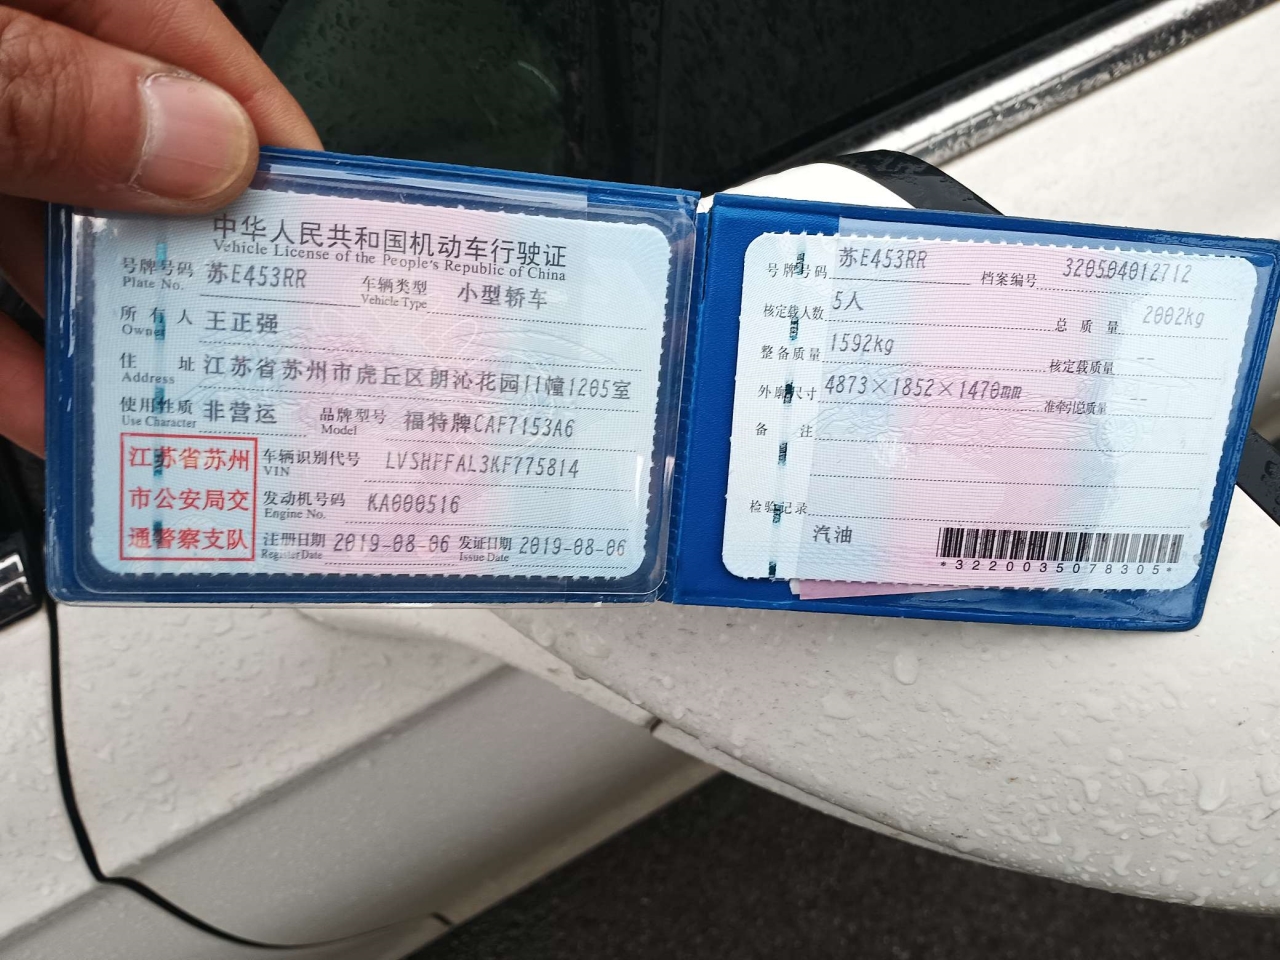 中华人民共和国机动车行驶证
Vehicle License of the People's Republic of China
号牌号码 苏E453RR 车辆类型 小型轿车
Plate No. Vehicle Type
所有人 王正强
Owner
住址 江苏省苏州市虎丘区朗沁花园11幢1205室
Address
使用性质 非营运 品牌型号 福特牌CAF7153A6
Use Character Model
江苏省苏州
市公安局交
通警察支队
车辆识别代号 LVSHFFAL3KF775814
VIN
发动机号码 KA000516
Engine No.
注册日期 2019-08-06 发证日期 2019-08-06
Register Date Issue Date
号牌号码 苏E453RR 档案编号 320504012712
核定载人数 5人 总质量 2002kg
整备质量 1592kg 核定载质量 --
外廓尺寸 4873×1852×1470mm 准牵引总质量 --
备注
检验记录
汽油
*3220035078305*